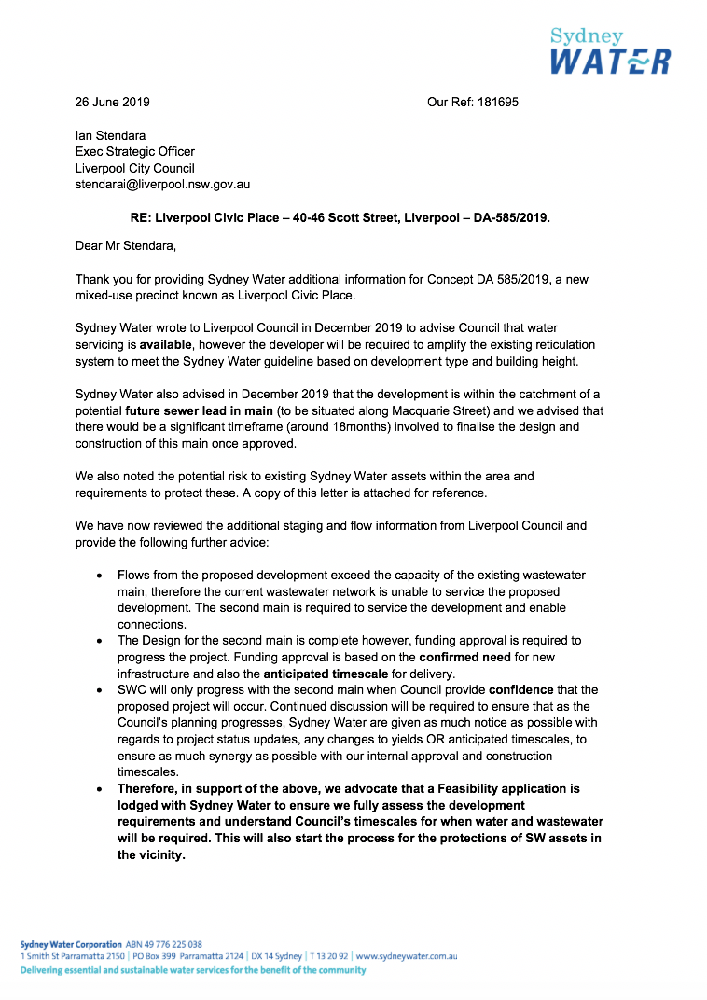 Sydney
WATER
26 June 2019 Our Ref: 181695
Ian Stendara
Exec Strategic Officer
Liverpool City Council
stendarai@liverpool.nsw.gov.au
RE: Liverpool Civic Place – 40-46 Scott Street, Liverpool – DA-585/2019.
Dear Mr Stendara,
Thank you for providing Sydney Water additional information for Concept DA 585/2019, a new
mixed-use precinct known as Liverpool Civic Place.
Sydney Water wrote to Liverpool Council in December 2019 to advise Council that water
servicing is available, however the developer will be required to amplify the existing reticulation
system to meet the Sydney Water guideline based on development type and building height.
Sydney Water also advised in December 2019 that the development is within the catchment of a
potential future sewer lead in main (to be situated along Macquarie Street) and we advised that
there would be a significant timeframe (around 18months) involved to finalise the design and
construction of this main once approved.
We also noted the potential risk to existing Sydney Water assets within the area and
requirements to protect these. A copy of this letter is attached for reference.
We have now reviewed the additional staging and flow information from Liverpool Council and
provide the following further advice:
• Flows from the proposed development exceed the capacity of the existing wastewater
main, therefore the current wastewater network is unable to service the proposed
development. The second main is required to service the development and enable
connections.
• The Design for the second main is complete however, funding approval is required to
progress the project. Funding approval is based on the confirmed need for new
infrastructure and also the anticipated timescale for delivery.
• SWC will only progress with the second main when Council provide confidence that the
proposed project will occur. Continued discussion will be required to ensure that as the
Council's planning progresses, Sydney Water are given as much notice as possible with
regards to project status updates, any changes to yields OR anticipated timescales, to
ensure as much synergy as possible with our internal approval and construction
timescales.
• Therefore, in support of the above, we advocate that a Feasibility application is
lodged with Sydney Water to ensure we fully assess the development
requirements and understand Council's timescales for when water and wastewater
will be required. This will also start the process for the protections of SW assets in
the vicinity.
Sydney Water Corporation ABN 49 776 225 038
1 Smith St Parramatta 2150 | PO Box 399 Parramatta 2124 | DX 14 Sydney | T 13 20 92 | www.sydneywater.com.au
Delivering essential and sustainable water services for the benefit of the community